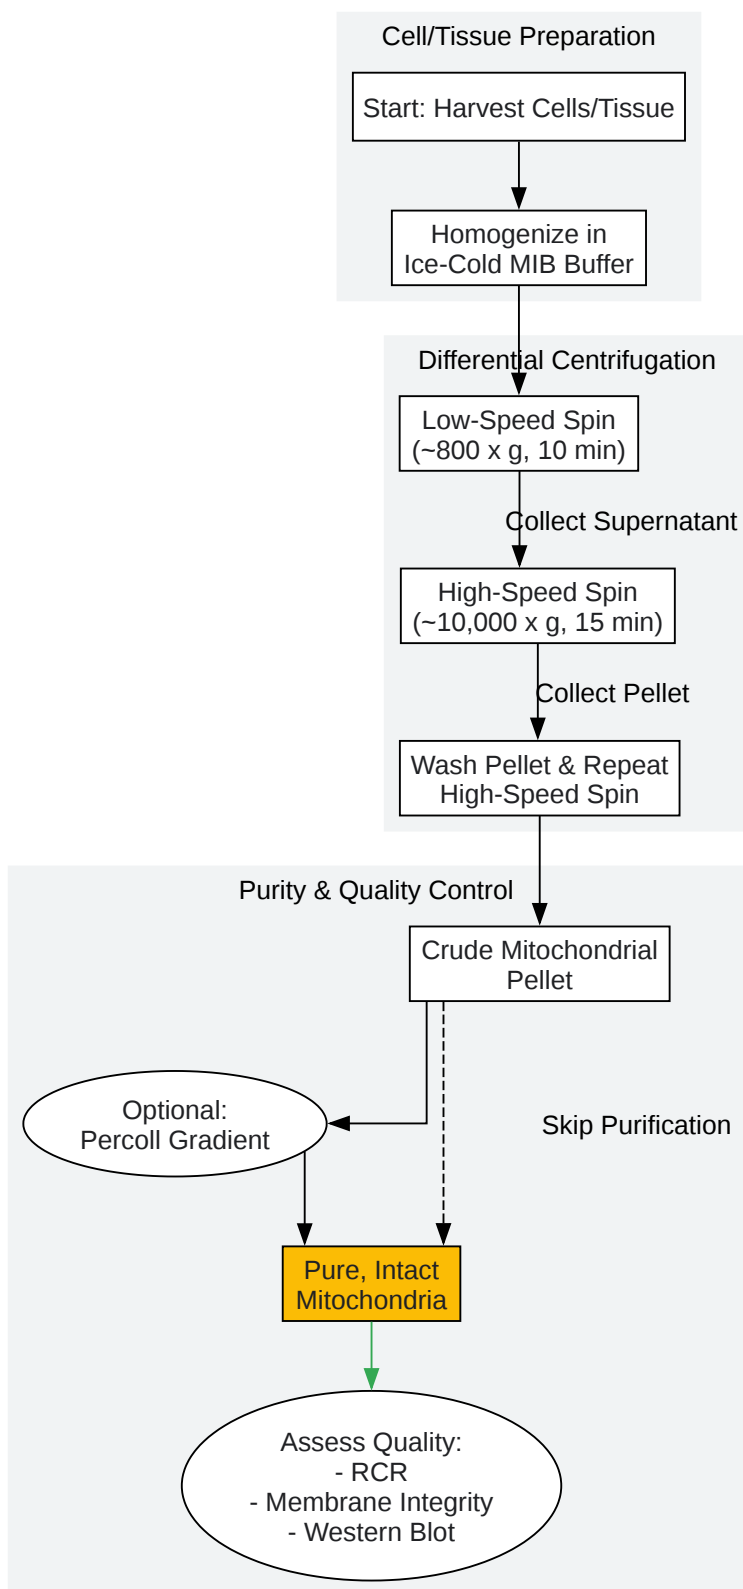 Cell/Tissue Preparation
Start: Harvest Cells/Tissue
Homogenize in
Ice-Cold MIB Buffer
Differential Centrifugation
Low-Speed Spin
(~800 x g, 10 min)
Collect Supernatant
High-Speed Spin
(~10,000 x g, 15 min)
Collect Pellet
Wash Pellet & Repeat
High-Speed Spin
Purity & Quality Control
Crude Mitochondrial
Pellet
Optional:
Percoll Gradient
Skip Purification
Pure, Intact
Mitochondria
Assess Quality:
- RCR
- Membrane Integrity
- Western Blot